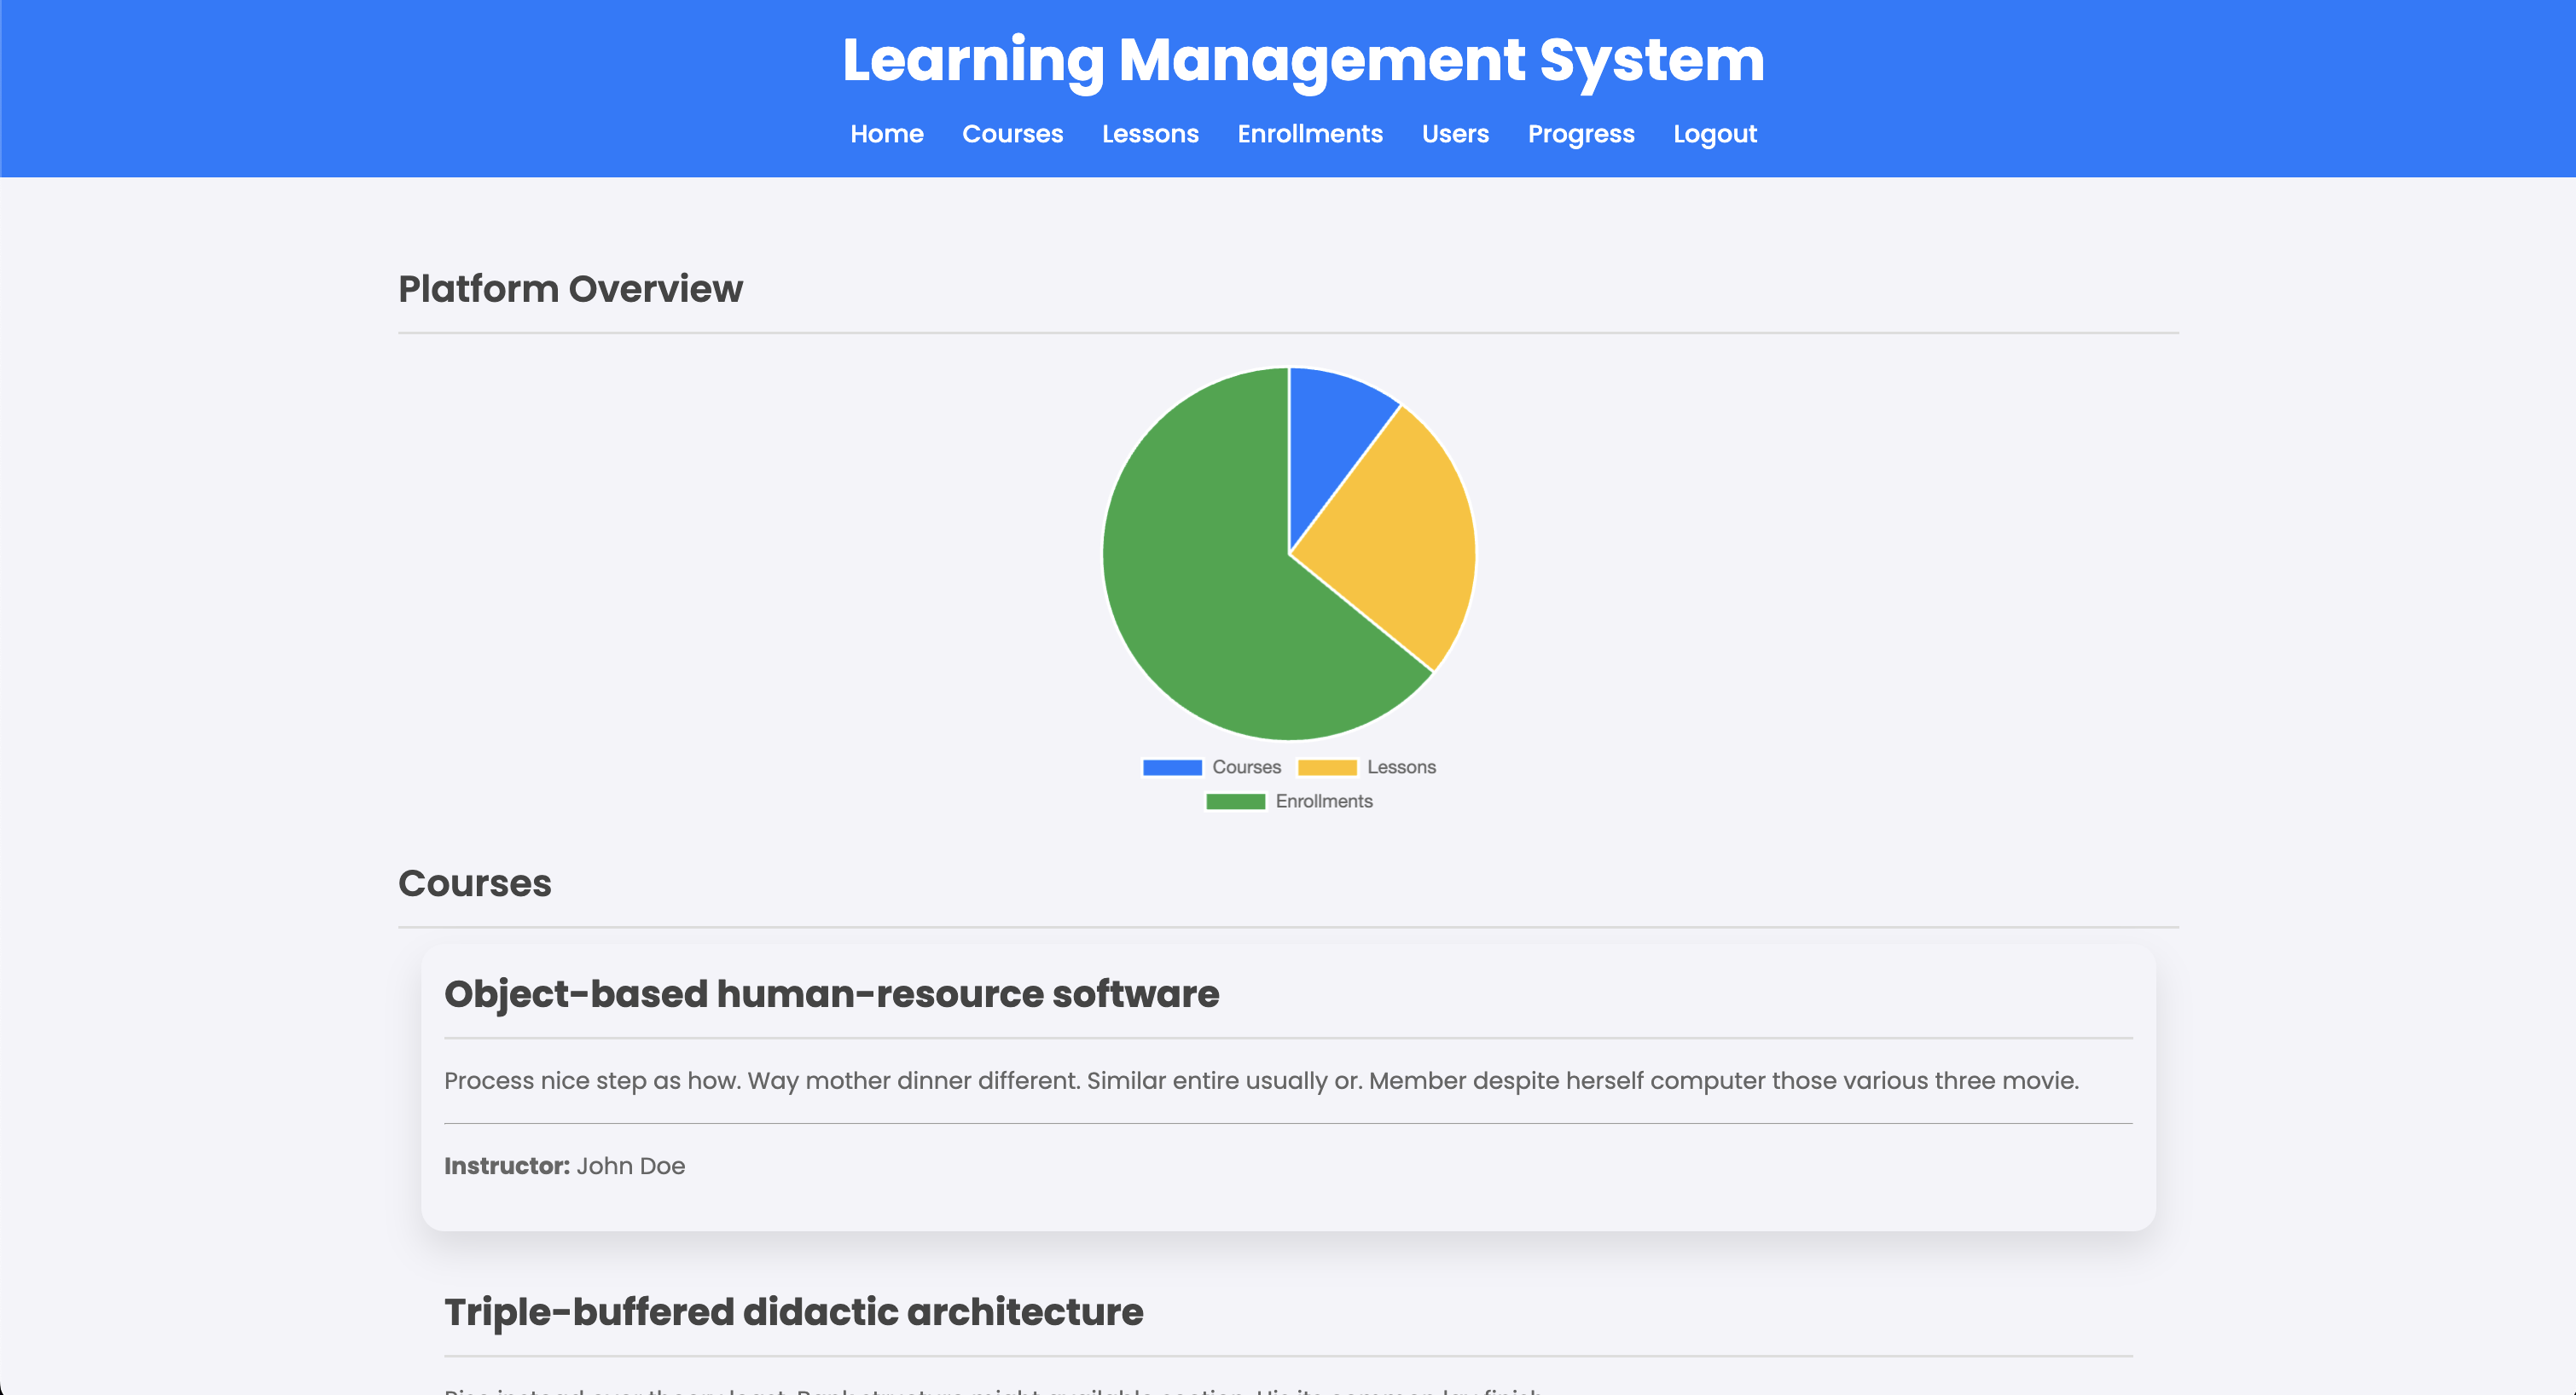 Learning Management System
Home Courses Lessons Enrollments Users Progress Logout
Platform Overview
Courses Lessons
Enrollments
Courses
Object-based human-resource software
Process nice step as how. Way mother dinner different. Similar entire usually or. Member despite herself computer those various three movie.
Instructor: John Doe
Triple-buffered didactic architecture